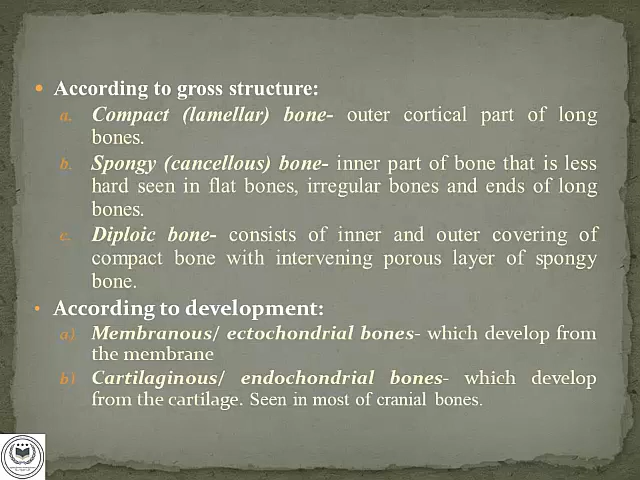 • According to gross structure:
a. Compact (lamellar) bone- outer cortical part of long
bones.
b. Spongy (cancellous) bone- inner part of bone that is less
hard seen in flat bones, irregular bones and ends of long
bones.
c. Diploic bone- consists of inner and outer covering of
compact bone with intervening porous layer of spongy
bone.
• According to development:
a) Membranous/ ectochondrial bones- which develop from
the membrane
b) Cartilaginous/ endochondrial bones- which develop
from the cartilage. Seen in most of cranial bones.